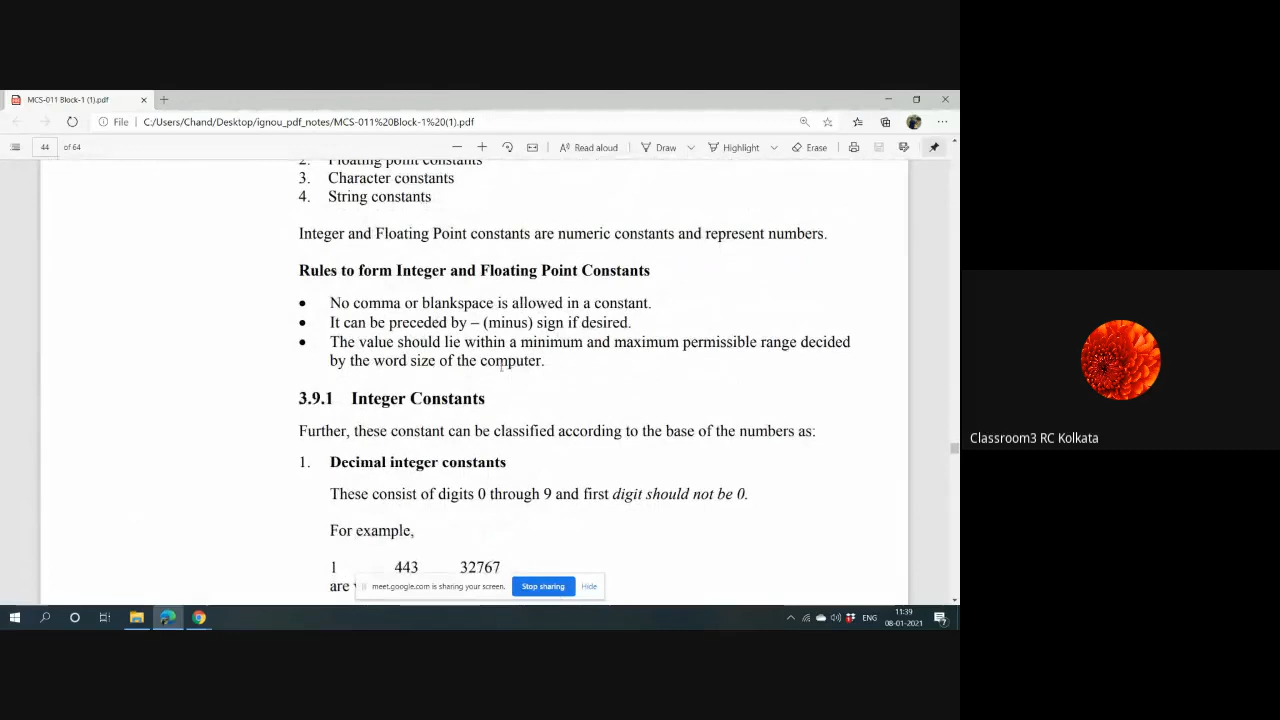 MCS-011 Block-1 (1).pdf
File C:/Users/Chand/Desktop/ignou_pdf_notes/MCS-011%20Block-1%20(1).pdf
44 of 64 Read aloud Draw Highlight Erase
2. Floating point constants
3. Character constants
4. String constants
Integer and Floating Point constants are numeric constants and represent numbers.
Rules to form Integer and Floating Point Constants
• No comma or blankspace is allowed in a constant.
• It can be preceded by – (minus) sign if desired.
• The value should lie within a minimum and maximum permissible range decided
by the word size of the computer.
3.9.1 Integer Constants
Further, these constant can be classified according to the base of the numbers as:
1. Decimal integer constants
These consist of digits 0 through 9 and first digit should not be 0.
For example,
1 443 32767
are
meet.google.com is sharing your screen. Stop sharing Hide
ENG 11:39
08-01-2021
Classroom3 RC Kolkata